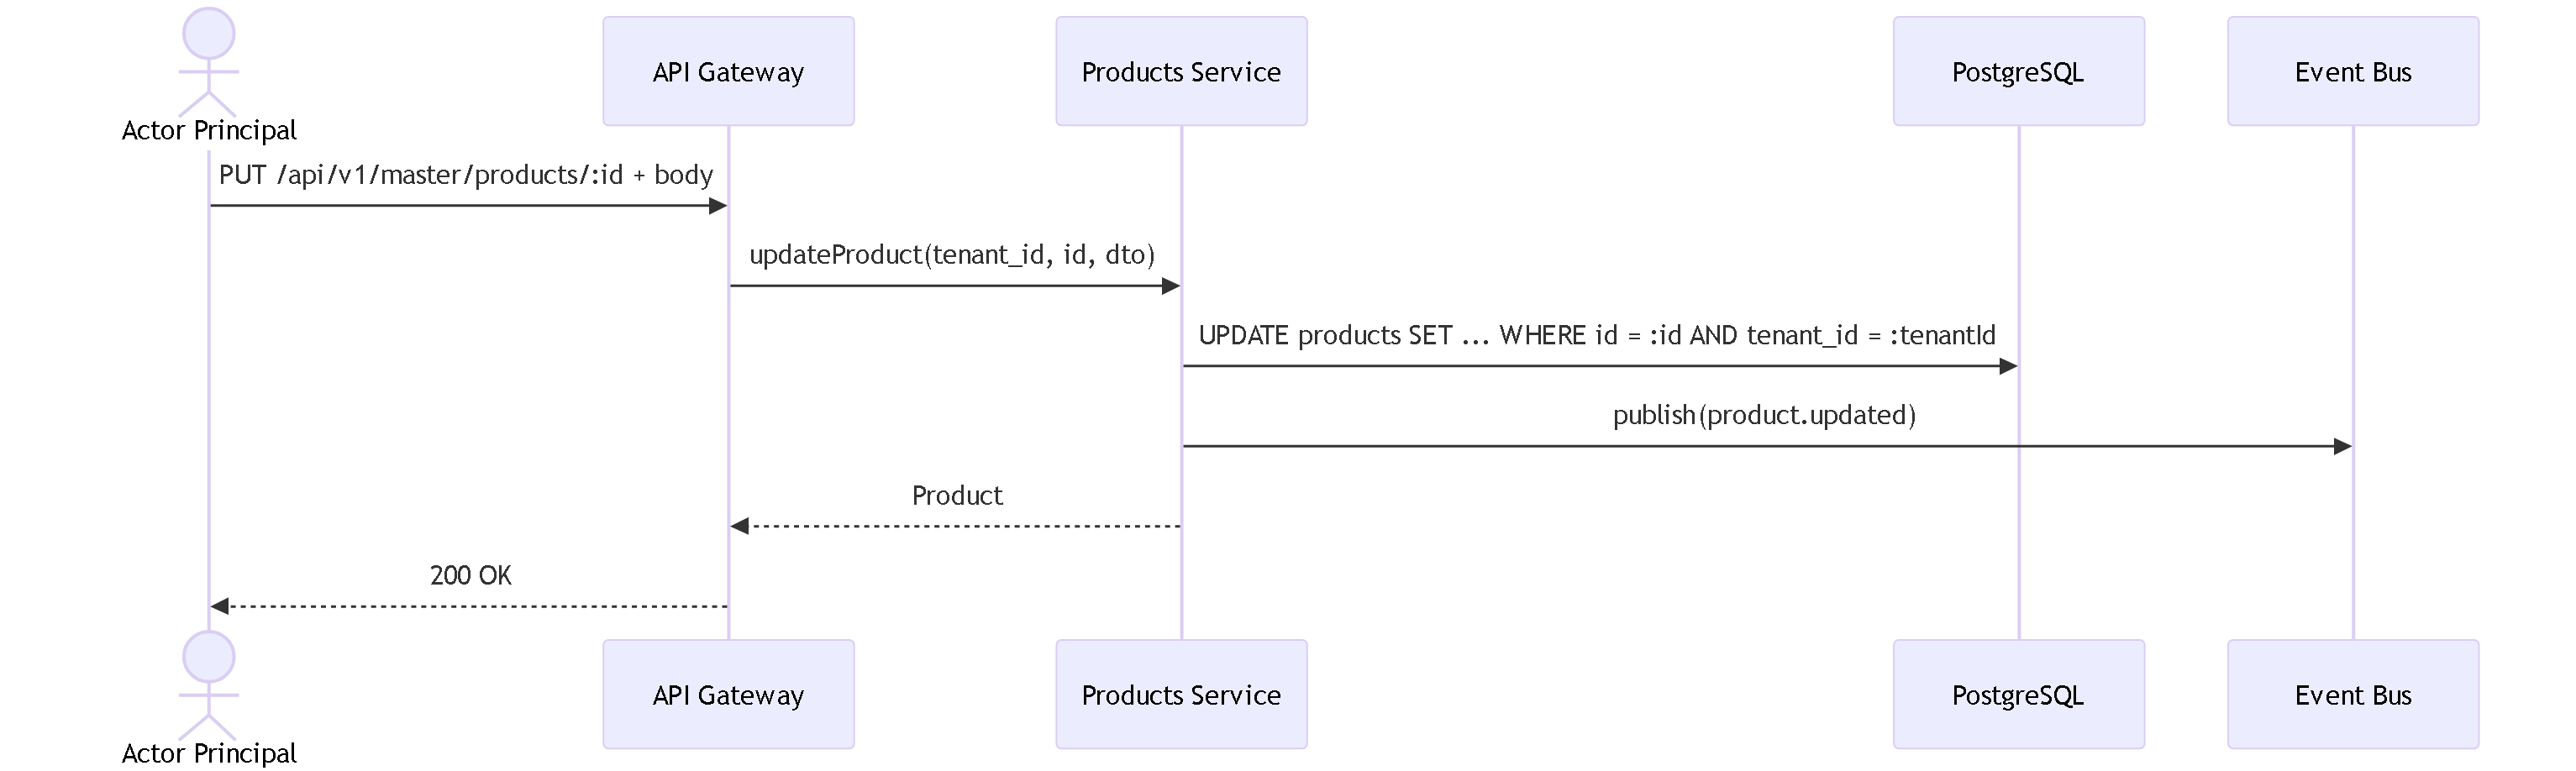 Actor Principal
API Gateway
Products Service
PostgreSQL
Event Bus
PUT /api/v1/master/products/:id + body
updateProduct(tenant_id, id, dto)
UPDATE products SET ... WHERE id = :id AND tenant_id = :tenantId
publish(product.updated)
Product
200 OK
Actor Principal
API Gateway
Products Service
PostgreSQL
Event Bus